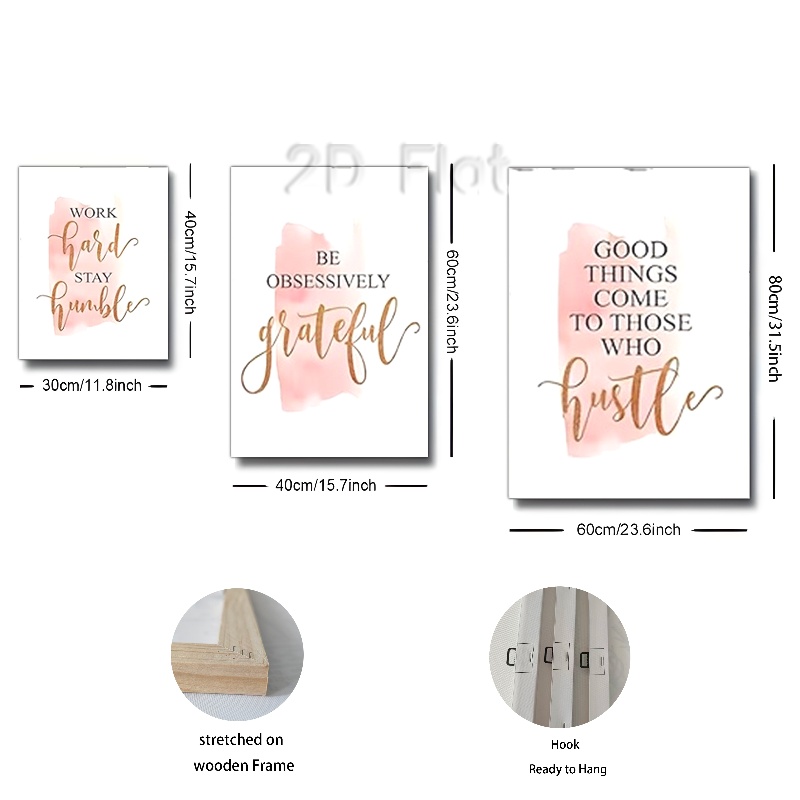 2D Flat
WORK
hard
STAY
humble
40cm/15.7inch
30cm/11.8inch
BE
OBSESSIVELY
grateful
60cm/23.6inch
40cm/15.7inch
GOOD
THINGS
COME
TO THOSE
WHO
hustle
80cm/31.5inch
60cm/23.6inch
stretched on
wooden Frame
Hook
Ready to Hang